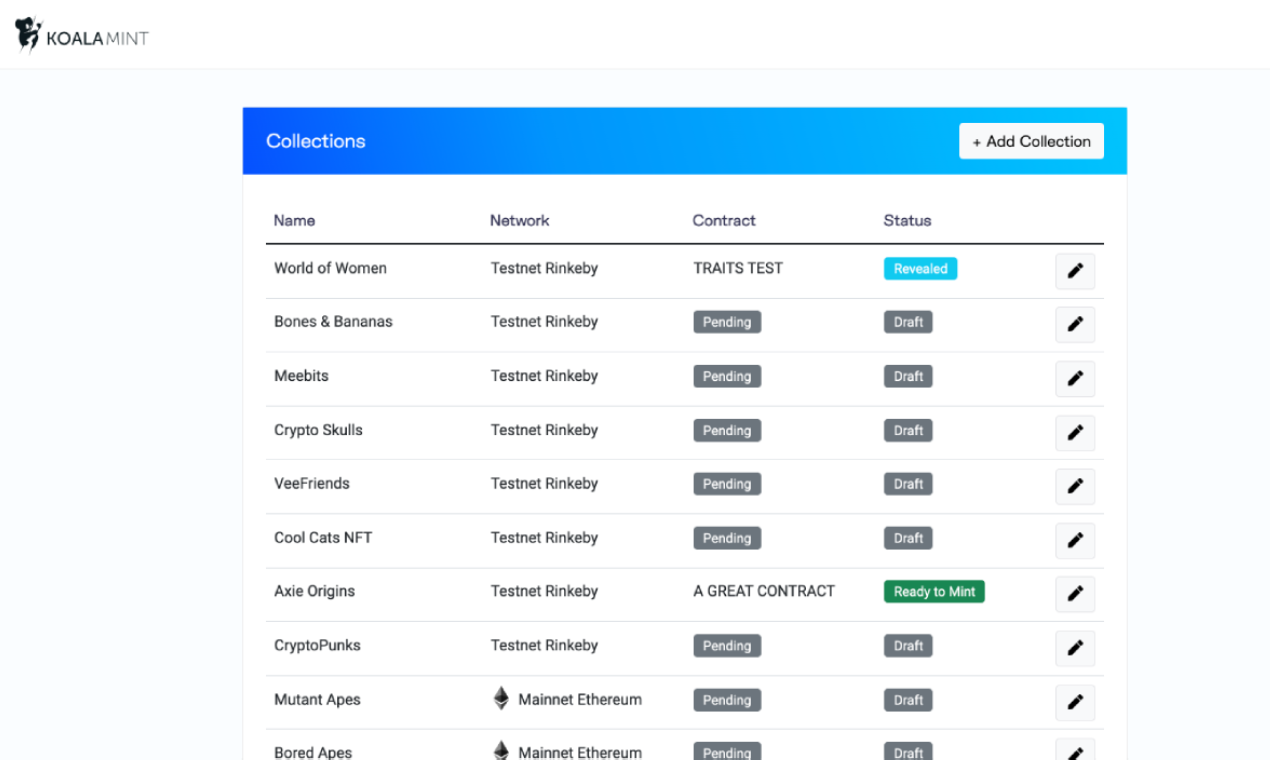 KOALAMINT
Collections + Add Collection
Name Network Contract Status
World of Women Testnet Rinkeby TRAITS TEST Revealed
Bones & Bananas Testnet Rinkeby Pending Draft
Meebits Testnet Rinkeby Pending Draft
Crypto Skulls Testnet Rinkeby Pending Draft
VeeFriends Testnet Rinkeby Pending Draft
Cool Cats NFT Testnet Rinkeby Pending Draft
Axie Origins Testnet Rinkeby A GREAT CONTRACT Ready to Mint
CryptoPunks Testnet Rinkeby Pending Draft
Mutant Apes Mainnet Ethereum Pending Draft
Bored Apes Mainnet Ethereum Pending Draft